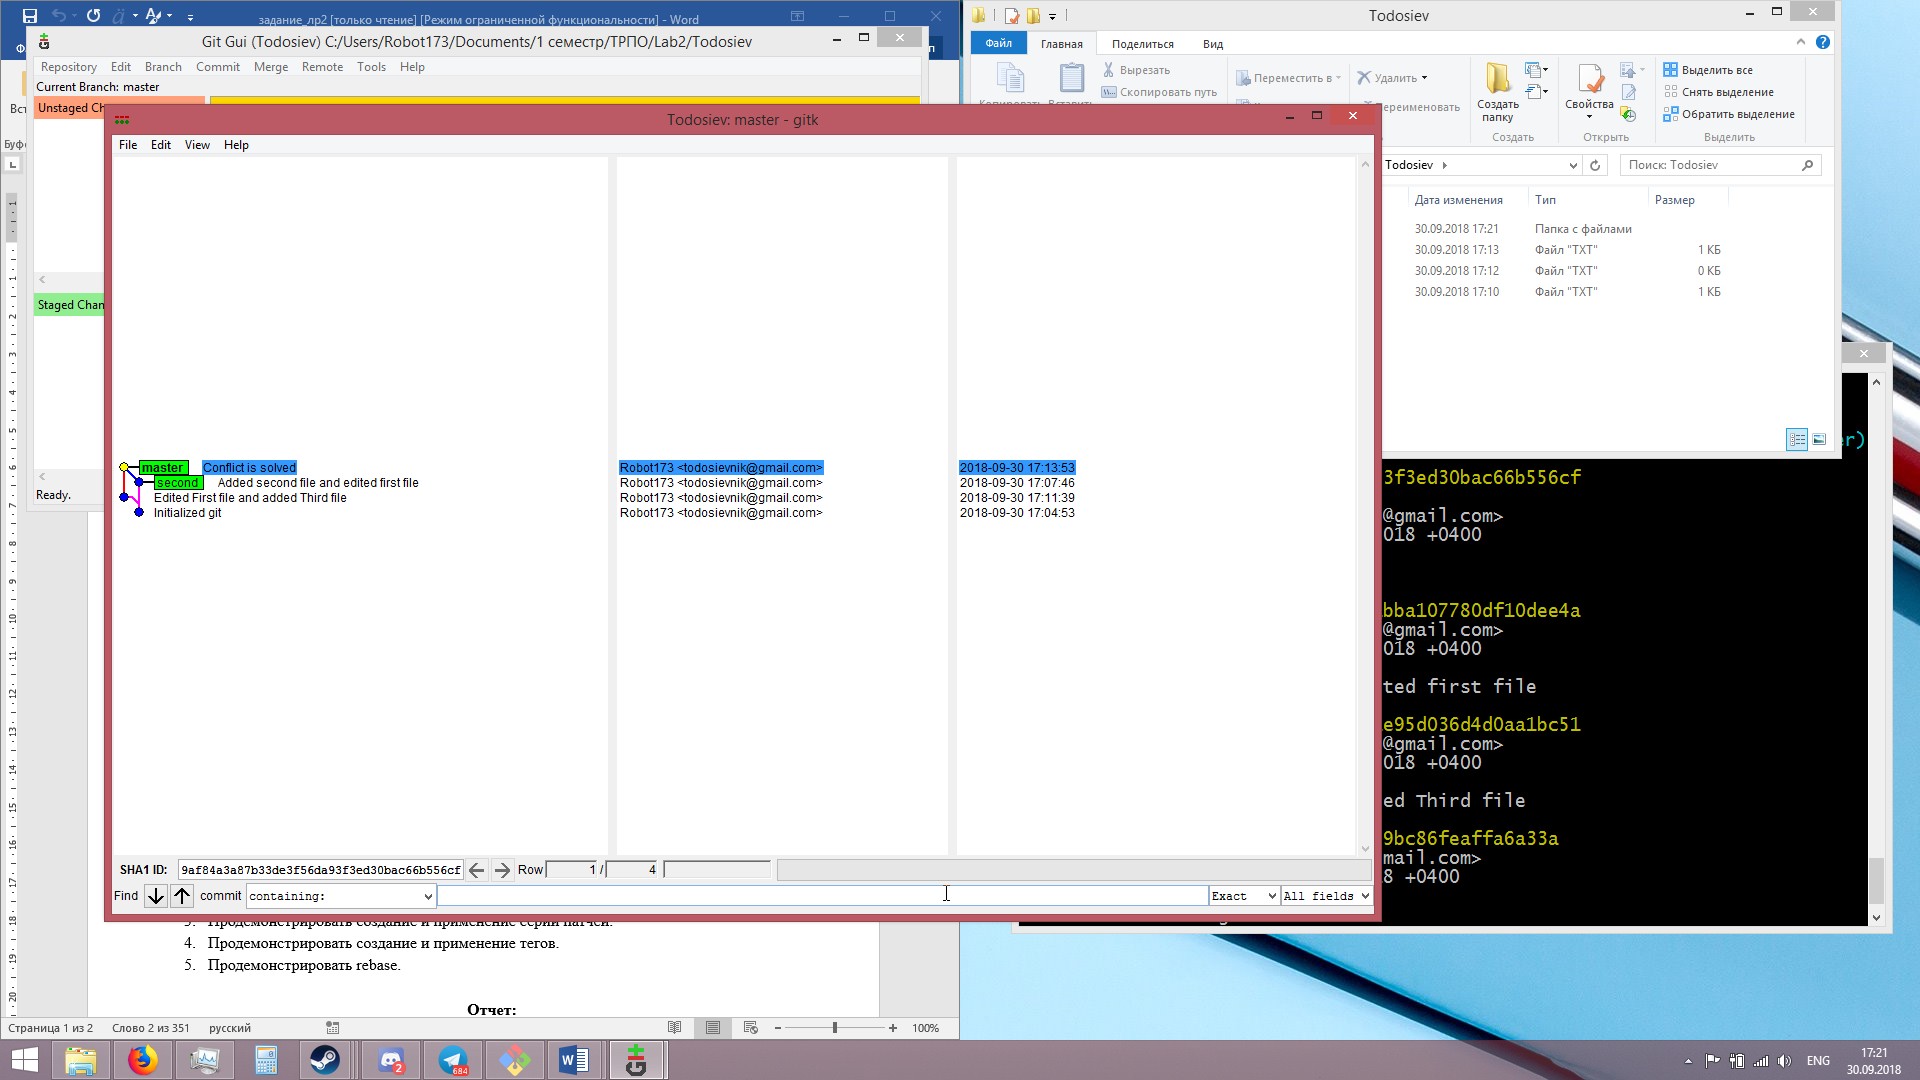 задание_лр2 [только чтение] [Режим ограниченной функциональности] - Word
Git Gui (Todosiev) C:/Users/Robot173/Documents/1 семестр/ТРПО/Lab2/Todosiev
Repository Edit Branch Commit Merge Remote Tools Help
Current Branch: master
Unstaged Ch
Staged Chan
Ready.
Todosiev: master - gitk
File Edit View Help
master Conflict is solved Robot173 <todosievnik@gmail.com> 2018-09-30 17:13:53
second Added second file and edited first file Robot173 <todosievnik@gmail.com> 2018-09-30 17:07:46
Edited First file and added Third file Robot173 <todosievnik@gmail.com> 2018-09-30 17:11:39
Initialized git Robot173 <todosievnik@gmail.com> 2018-09-30 17:04:53
SHA1 ID: 9af84a3a87b33de3f56da93f3ed30bac66b556cf Row 1 / 4
Find commit containing: Exact All fields
Todosiev
Файл Главная Поделиться Вид
Вырезать
Скопировать путь
Переместить в
Удалить
Переименовать
Создать папку
Создать
Свойства
Открыть
Выделить все
Снять выделение
Обратить выделение
Выделить
Todosiev
Поиск: Todosiev
Дата изменения Тип Размер
30.09.2018 17:21 Папка с файлами
30.09.2018 17:13 Файл "TXT" 1 КБ
30.09.2018 17:12 Файл "TXT" 0 КБ
30.09.2018 17:10 Файл "TXT" 1 КБ
er)
3f3ed30bac66b556cf
@gmail.com>
018 +0400
bba107780df10dee4a
@gmail.com>
018 +0400
ted first file
e95d036d4d0aa1bc51
@gmail.com>
018 +0400
ed Third file
9bc86feaffa6a33a
mail.com>
8 +0400
3. Продемонстрировать создание и применение серии патчей.
4. Продемонстрировать создание и применение тегов.
5. Продемонстрировать rebase.
Отчет:
Страница 1 из 2 Слово 2 из 351 русский 100%
2
684
ENG
17:21
30.09.2018